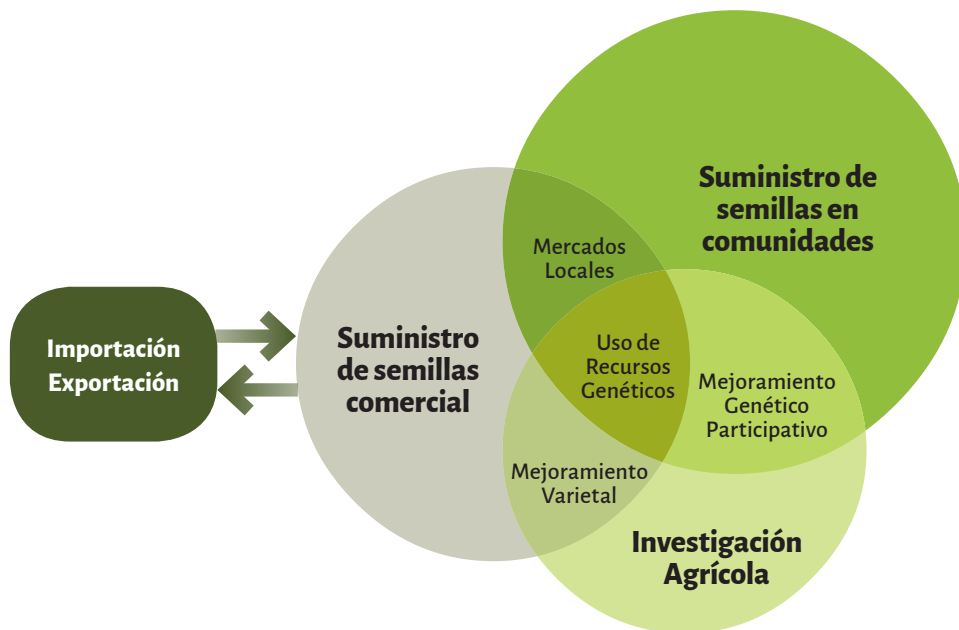 Suministro de
semillas en
comunidades
Mercados
Locales
Importación
Exportación
Suministro
de semillas
comercial
Uso de
Recursos
Genéticos
Mejoramiento
Genético
Participativo
Mejoramiento
Varietal
Investigación
Agrícola